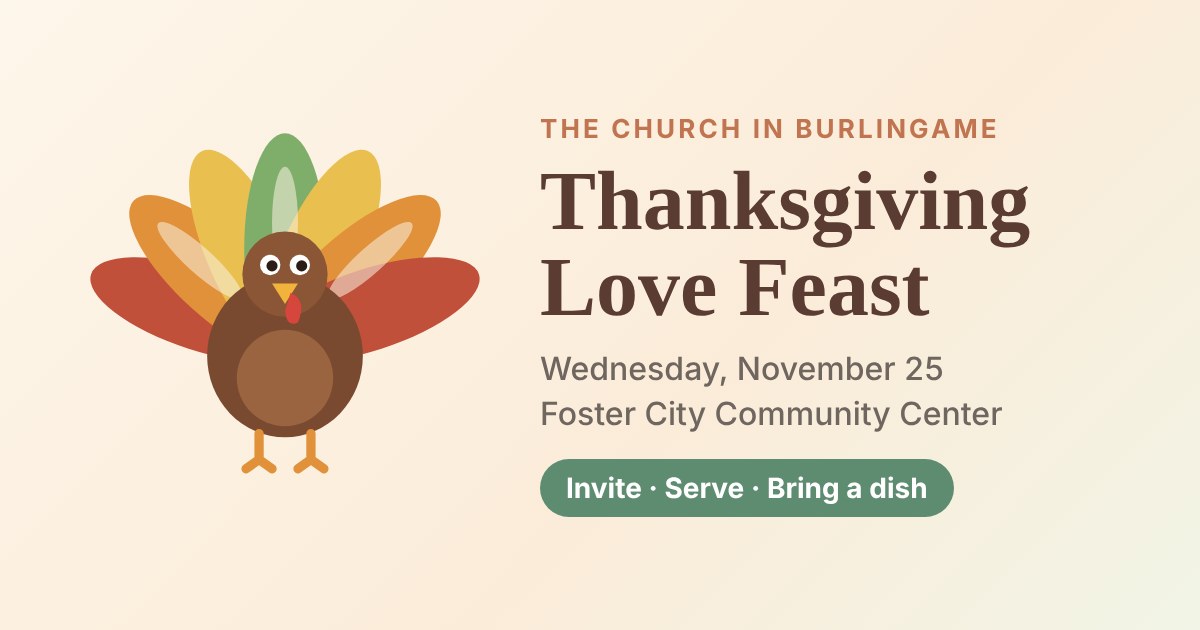 THE CHURCH IN BURLINGAME
Thanksgiving
Love Feast
Wednesday, November 25
Foster City Community Center
Invite · Serve · Bring a dish